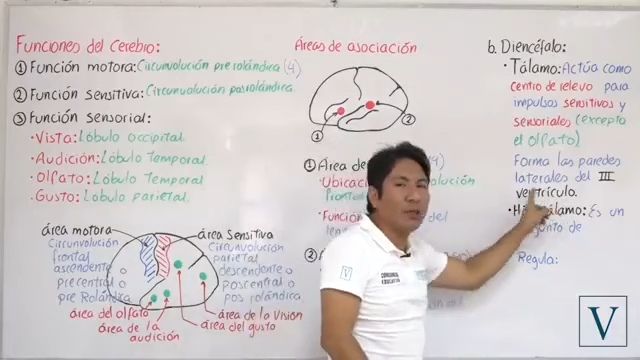 Funciones del Cerebro:
① Función motora: Circunvolución prerolándica (4)
② Función sensitiva: Circunvolución posrolándica
③ Función sensorial:
• Vista: Lóbulo occipital
• Audición: Lóbulo Temporal
• Olfato: Lóbulo Temporal
• Gusto: Lóbulo parietal
área motora
Circunvolución
frontal
ascendente o
precentral o
pre Rolándica
área Sensitiva
Circunvolución
parietal
descendente o
poscentral o
pos rolándica
área del olfato
área de la
audición
área del gusto
área de la Visión
Áreas de asociación
1
2
① Área de
• Ubica
frontal
• Función
②
b. Diencéfalo:
• Tálamo: Actúa como
centro de relevo para
impulsos sensitivos y
sensoriales (excepto
el olfato)
Forma las paredes
laterales del III
ventrículo.
Es un
de
Regula:
V
V